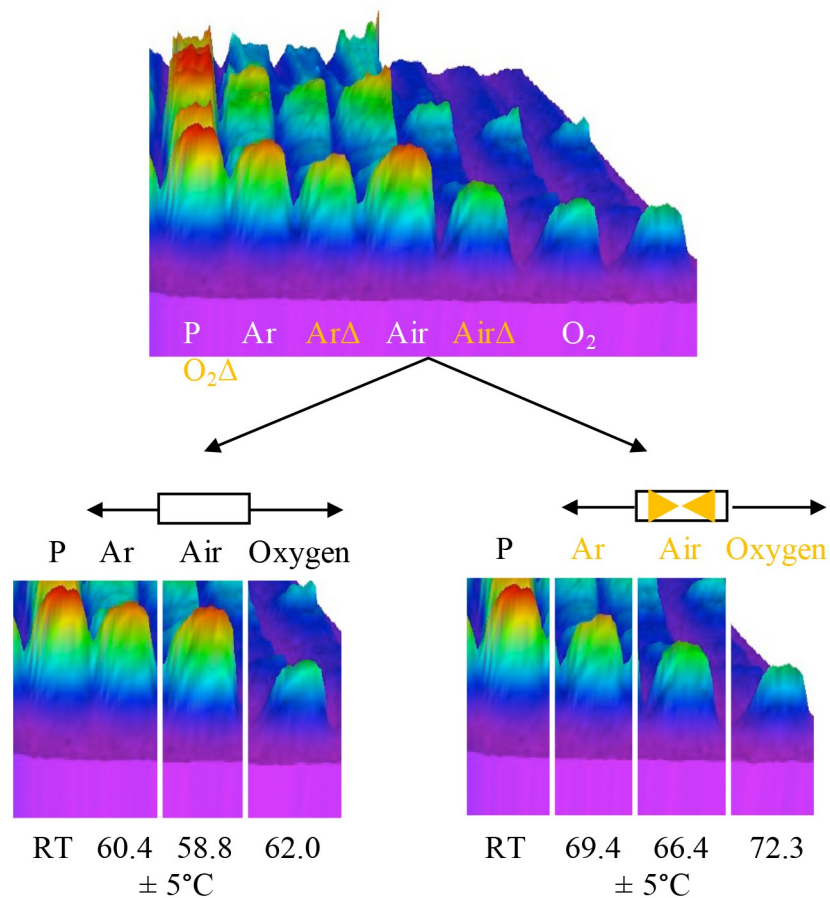 P Ar ArΔ Air AirΔ O₂
O₂Δ
P Ar Air Oxygen
P Ar Air Oxygen
RT 60.4 58.8 62.0
± 5°C
RT 69.4 66.4 72.3
± 5°C